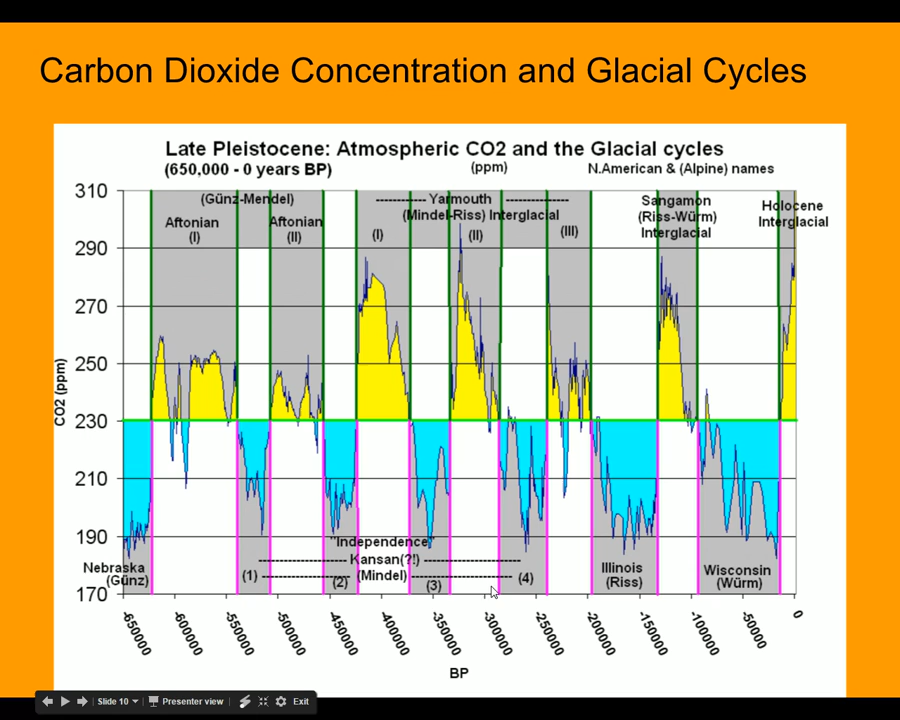 Carbon Dioxide Concentration and Glacial Cycles
Late Pleistocene: Atmospheric CO2 and the Glacial cycles
(650,000 - 0 years BP) (ppm) N.American & (Alpine) names
310
290
270
250
230
210
190
170
CO2 (ppm)
(Günz-Mendel)
Aftonian
(I)
Aftonian
(II)
---------- Yarmouth -------------
(Mindel-Riss) Interglacial
(I)
(II)
(III)
Sangamon
(Riss-Würm)
Interglacial
Holocene
Interglacial
Nebraska
(Günz)
"Independence"
Kansan(?!)
(Mindel)
(1)
(2)
(3)
(4)
Illinois
(Riss)
Wisconsin
(Würm)
-650000
-600000
-550000
-500000
-450000
-400000
-350000
-300000
-250000
-200000
-150000
-100000
-50000
0
BP
Slide 10 Presenter view Exit